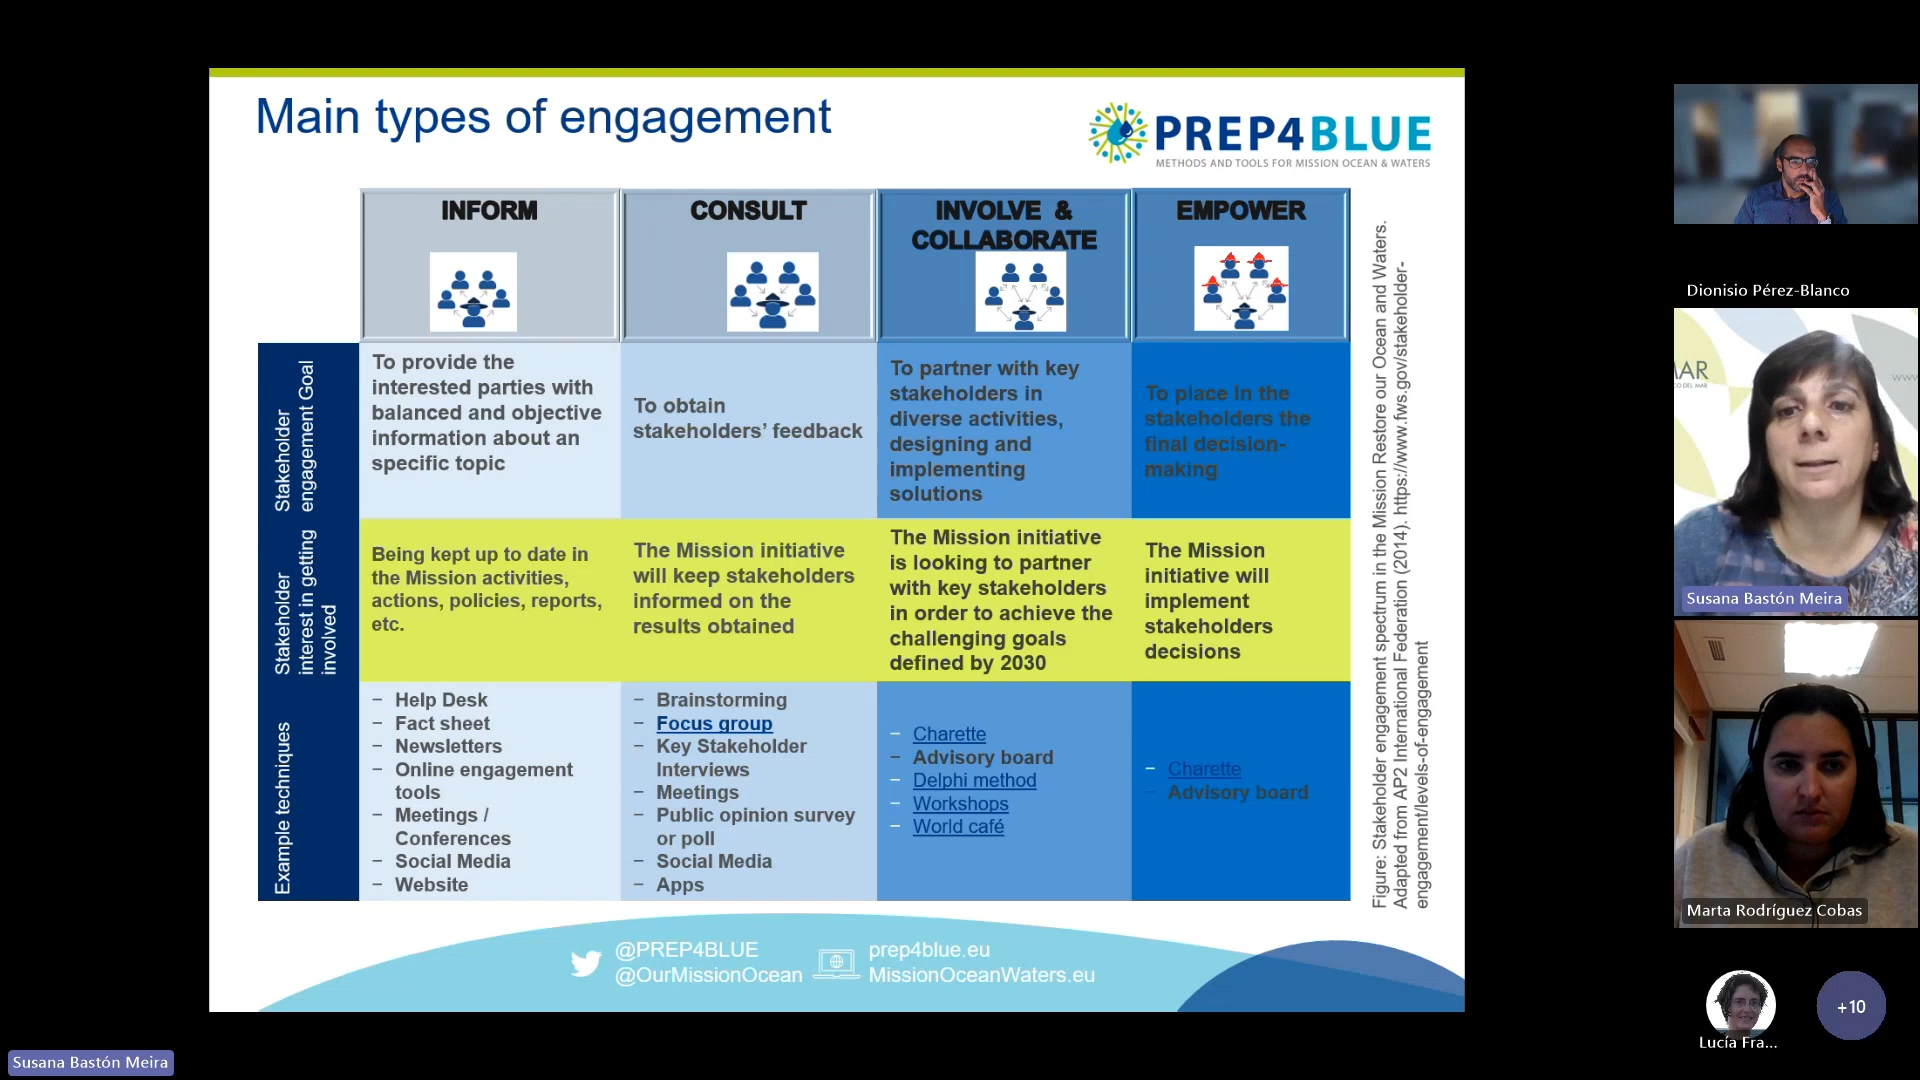 Main types of engagement
PREP4BLUE
METHODS AND TOOLS FOR MISSION OCEAN & WATERS
INFORM
CONSULT
INVOLVE &
COLLABORATE
EMPOWER
Stakeholder
engagement Goal
To provide the
interested parties with
balanced and objective
information about an
specific topic
To obtain
stakeholders’ feedback
To partner with key
stakeholders in
diverse activities,
designing and
implementing
solutions
To place in the
stakeholders the
final decision-
making
Stakeholder
interest in getting
involved
Being kept up to date in
the Mission activities,
actions, policies, reports,
etc.
The Mission initiative
will keep stakeholders
informed on the
results obtained
The Mission initiative
is looking to partner
with key stakeholders
in order to achieve the
challenging goals
defined by 2030
The Mission
initiative will
implement
stakeholders
decisions
Example techniques
– Help Desk
– Fact sheet
– Newsletters
– Online engagement
tools
– Meetings /
Conferences
– Social Media
– Website
– Brainstorming
– Focus group
– Key Stakeholder
Interviews
– Meetings
– Public opinion survey
or poll
– Social Media
– Apps
– Charette
– Advisory board
– Delphi method
– Workshops
– World café
– Charette
– Advisory board
Figure: Stakeholder engagement spectrum in the Mission Restore our Ocean and Waters.
Adapted from AP2 International Federation (2014). https://www.fws.gov/stakeholder-
engagement/levels-of-engagement
@PREP4BLUE
@OurMissionOcean
prep4blue.eu
MissionOceanWaters.eu
Dionisio Pérez-Blanco
MAR
CO DEL MAR
www
Susana Bastón Meira
Marta Rodríguez Cobas
Lucía Fra...
+10
Susana Bastón Meira